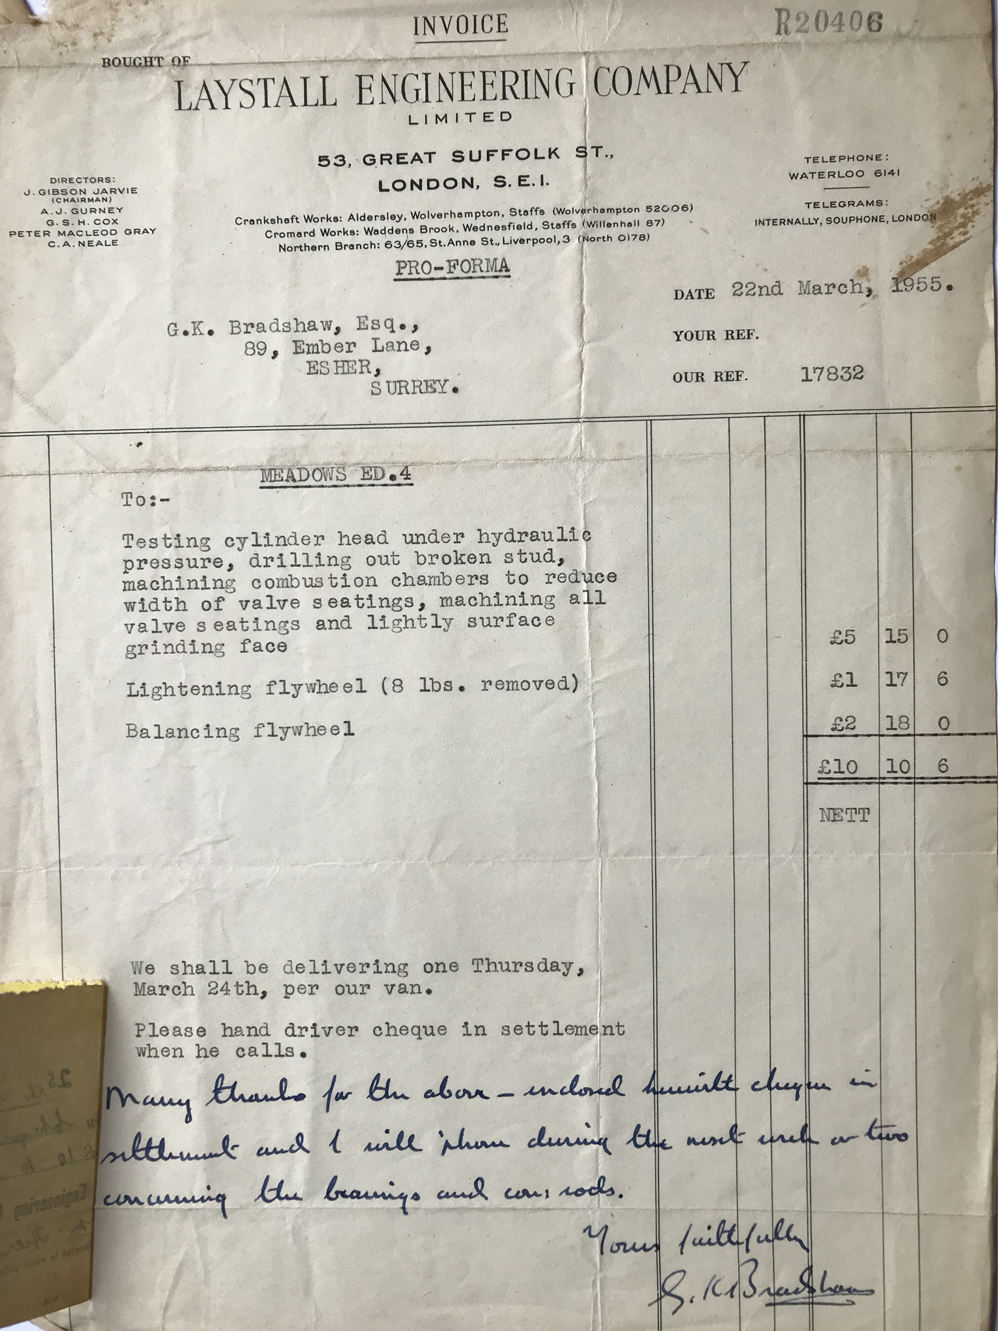 INVOICE
R20406
BOUGHT OF
LAYSTALL ENGINEERING COMPANY
LIMITED
53, GREAT SUFFOLK ST.,
LONDON, S.E.1.
DIRECTORS:
J. GIBSON JARVIE
(CHAIRMAN)
A. J. GURNEY
G. S. H. COX
PETER MACLEOD GRAY
C. A. NEALE
TELEPHONE:
WATERLOO 6141
TELEGRAMS:
INTERNALLY, SOUPHONE, LONDON
Crankshaft Works: Aldersley, Wolverhampton, Staffs (Wolverhampton 52006)
Cromard Works: Waddens Brook, Wednesfield, Staffs (Willenhall 87)
Northern Branch: 63/65, St. Anne St., Liverpool, 3 (North 0178)
PRO-FORMA
DATE 22nd March, 1955.
G.K. Bradshaw, Esq.,
89, Ember Lane,
ESHER,
SURREY.
YOUR REF.
OUR REF. 17832
MEADOWS ED.4
To:-
Testing cylinder head under hydraulic
pressure, drilling out broken stud,
machining combustion chambers to reduce
width of valve seatings, machining all
valve seatings and lightly surface
grinding face £5 15 0
Lightening flywheel (8 lbs. removed) £1 17 6
Balancing flywheel £2 18 0
£10 10 6
NETT
We shall be delivering one Thursday,
March 24th, per our van.
Please hand driver cheque in settlement
when he calls.
Many thanks for the above – enclosed herewith cheque in
settlement and I will 'phone during the next week or two
concerning the bearings and con: rods.
Yours faithfully
G. K. Bradshaw